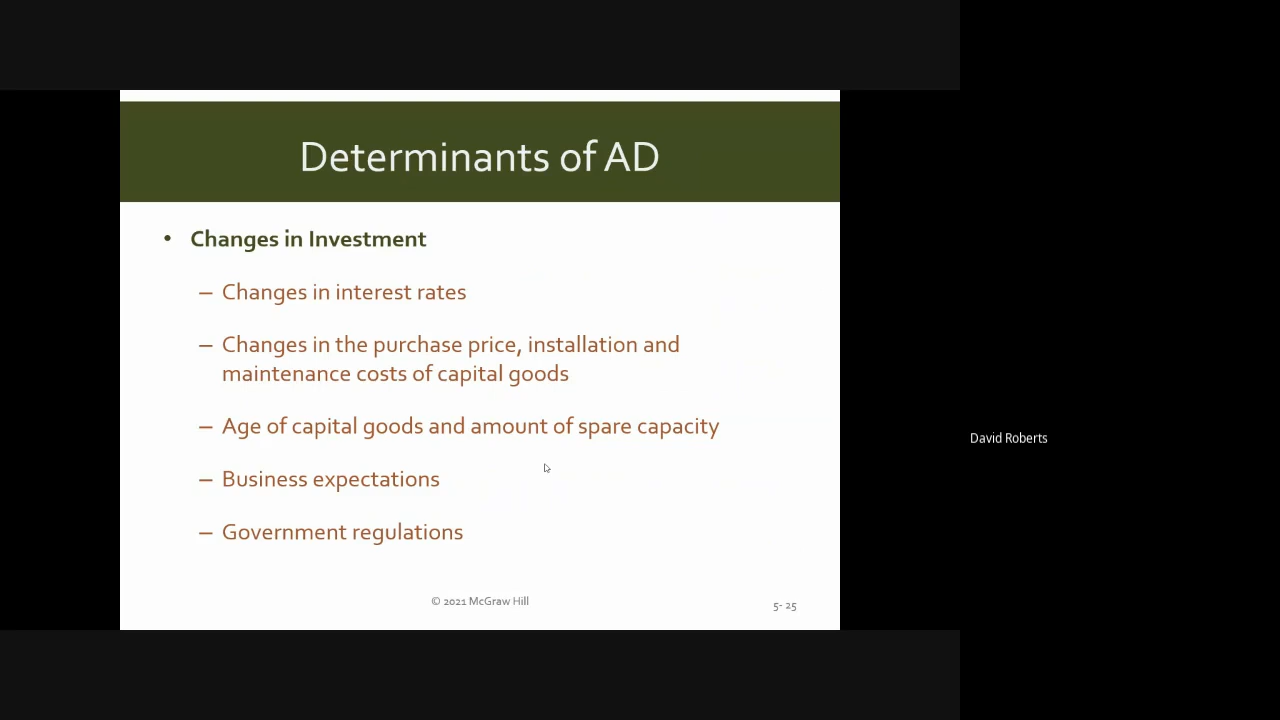 Determinants of AD
• Changes in Investment
– Changes in interest rates
– Changes in the purchase price, installation and
maintenance costs of capital goods
– Age of capital goods and amount of spare capacity
– Business expectations
– Government regulations
© 2021 McGraw Hill
5- 25
David Roberts